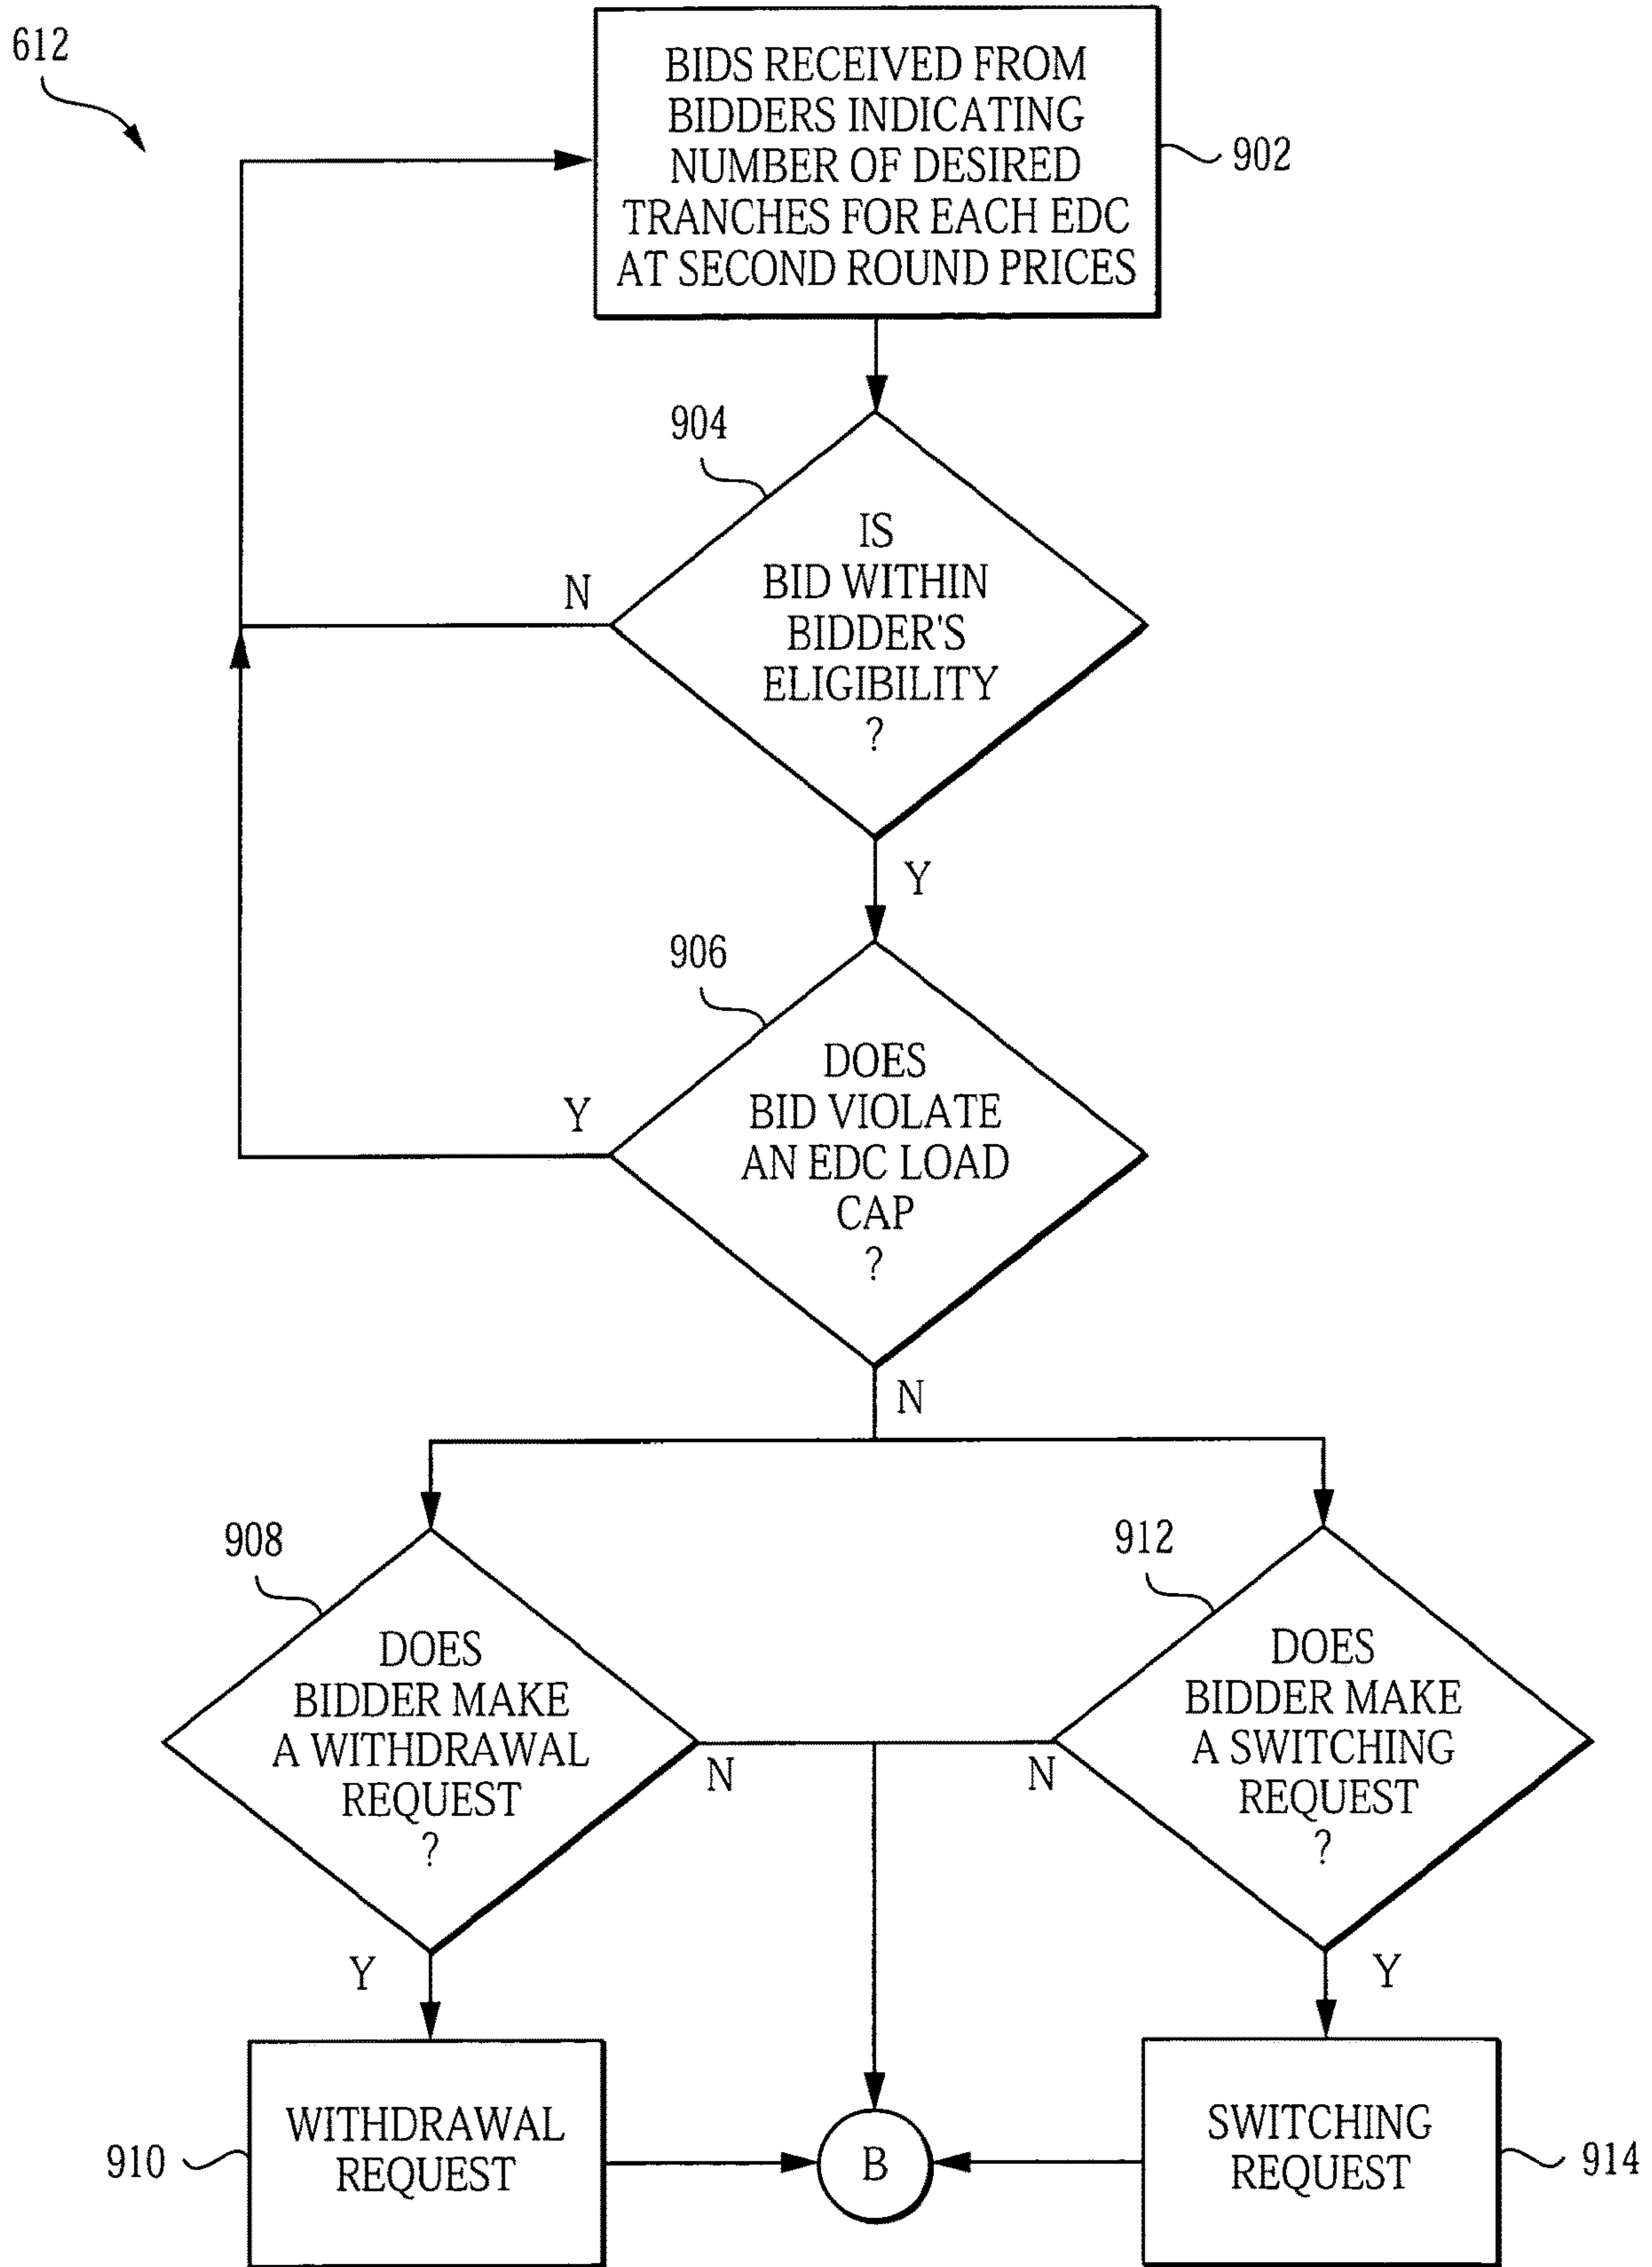 612
BIDS RECEIVED FROM
BIDDERS INDICATING
NUMBER OF DESIRED
TRANCHES FOR EACH EDC
AT SECOND ROUND PRICES
902
904
IS
BID WITHIN
BIDDER'S
ELIGIBILITY
?
N
Y
906
DOES
BID VIOLATE
AN EDC LOAD
CAP
?
Y
N
908
DOES
BIDDER MAKE
A WITHDRAWAL
REQUEST
?
N
Y
912
DOES
BIDDER MAKE
A SWITCHING
REQUEST
?
N
Y
WITHDRAWAL
REQUEST
910
B
SWITCHING
REQUEST
914